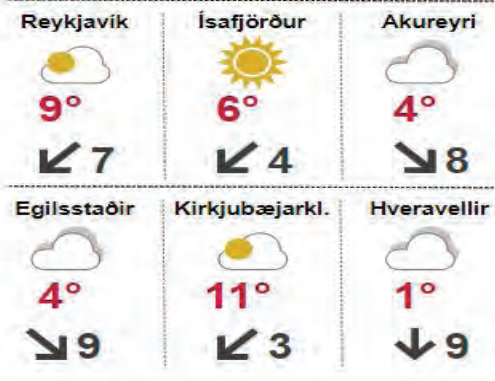 Reykjavík Ísafjörður Akureyri
9° 6° 4°
7 4 8
Egilsstaðir Kirkjubæjarkl. Hveravellir
4° 11° 1°
9 3 9